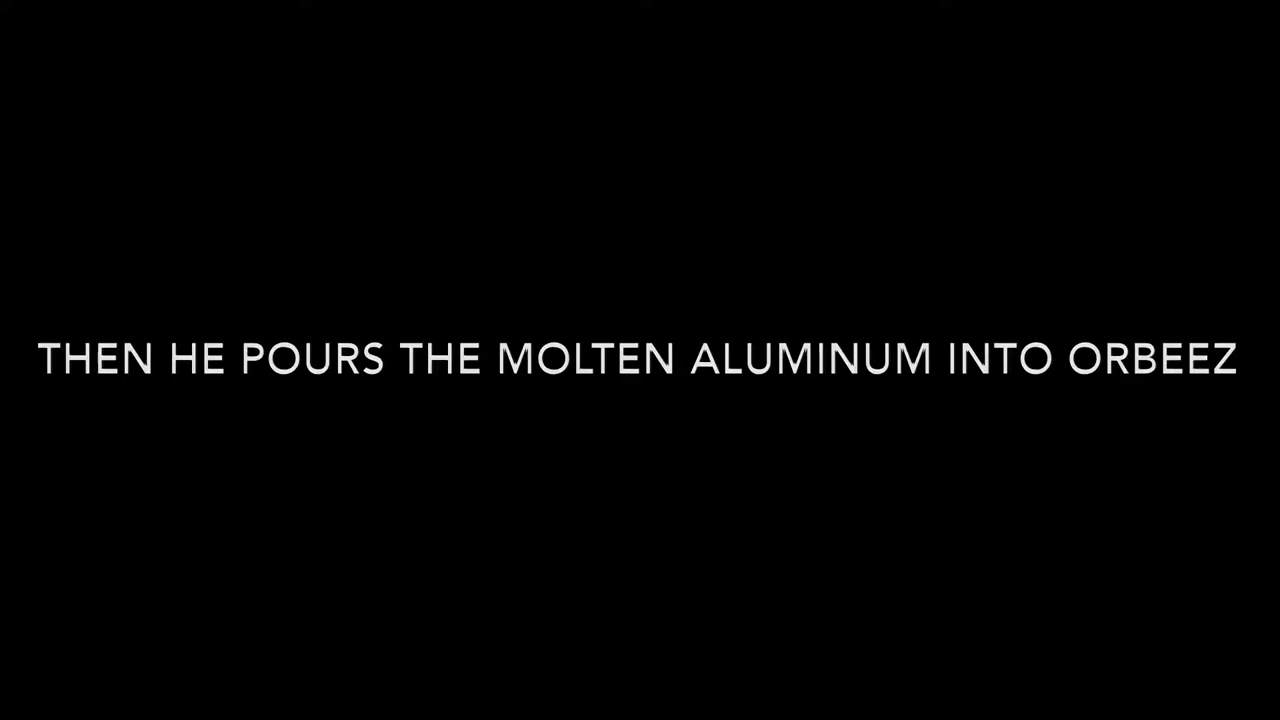 THEN HE POURS THE MOLTEN ALUMINUM INTO ORBEEZ